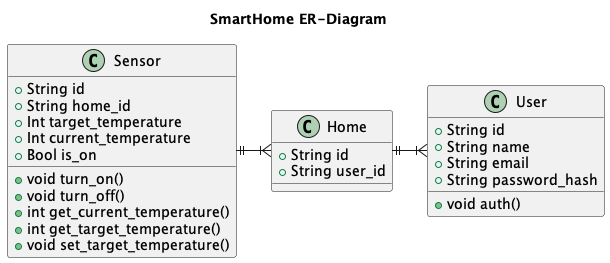 SmartHome ER-Diagram
C Sensor
String id
String home_id
Int target_temperature
Int current_temperature
Bool is_on
void turn_on()
void turn_off()
int get_current_temperature()
int get_target_temperature()
void set_target_temperature()
C Home
String id
String user_id
C User
String id
String name
String email
String password_hash
void auth()